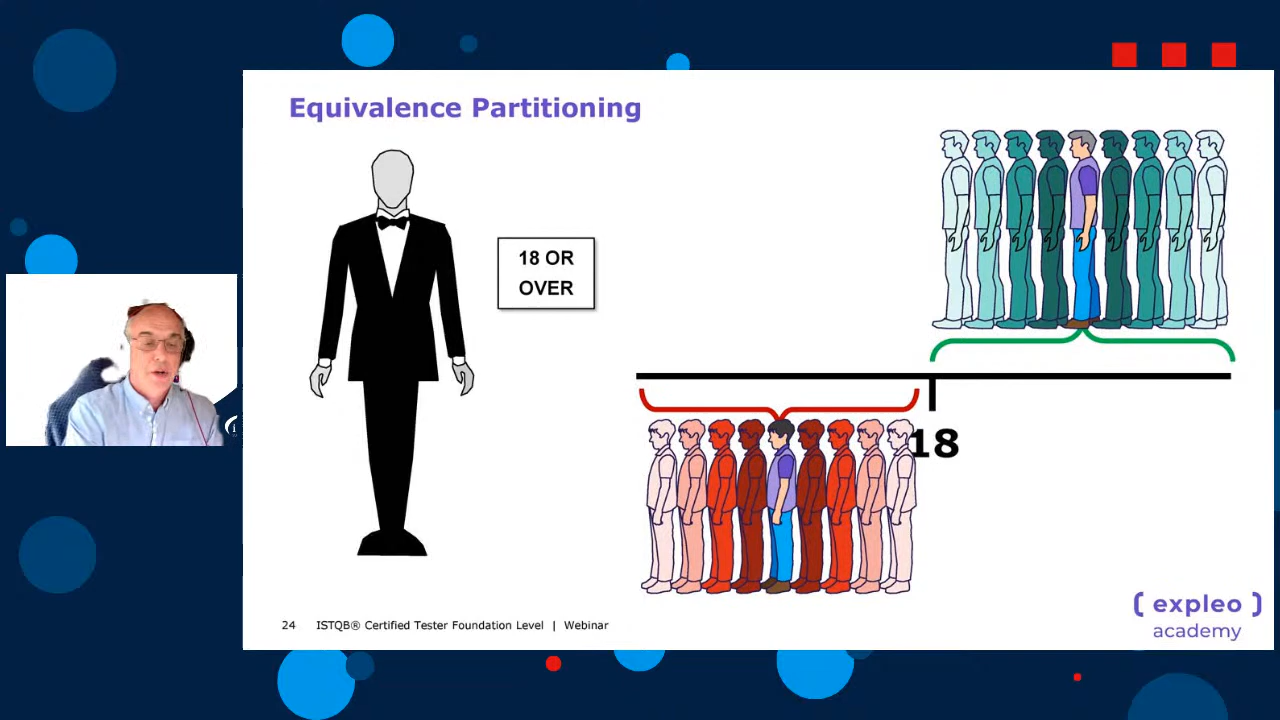 Equivalence Partitioning
18 OR
OVER
18
24 ISTQB® Certified Tester Foundation Level | Webinar
{ expleo }
academy